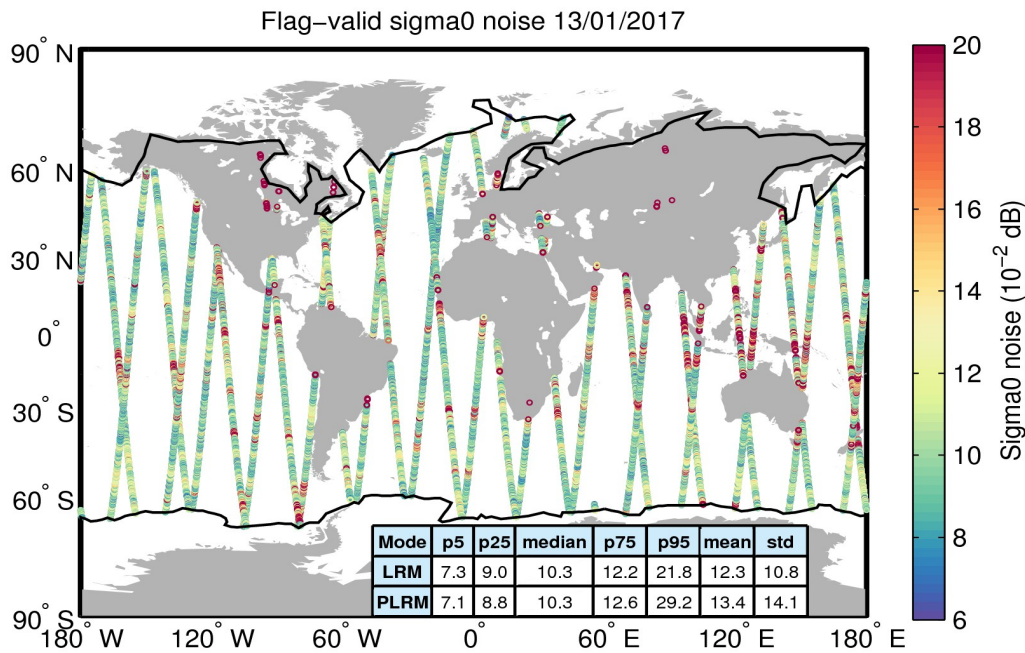 Flag-valid sigma0 noise 13/01/2017
90° N
60° N
30° N
0°
30° S
60° S
90° S
180° W
120° W
60° W
0°
60° E
120° E
180° E
Mode p5 p25 median p75 p95 mean std
LRM 7.3 9.0 10.3 12.2 21.8 12.3 10.8
PLRM 7.1 8.8 10.3 12.6 29.2 13.4 14.1
20
18
16
14
12
10
8
6
Sigma0 noise (10⁻² dB)